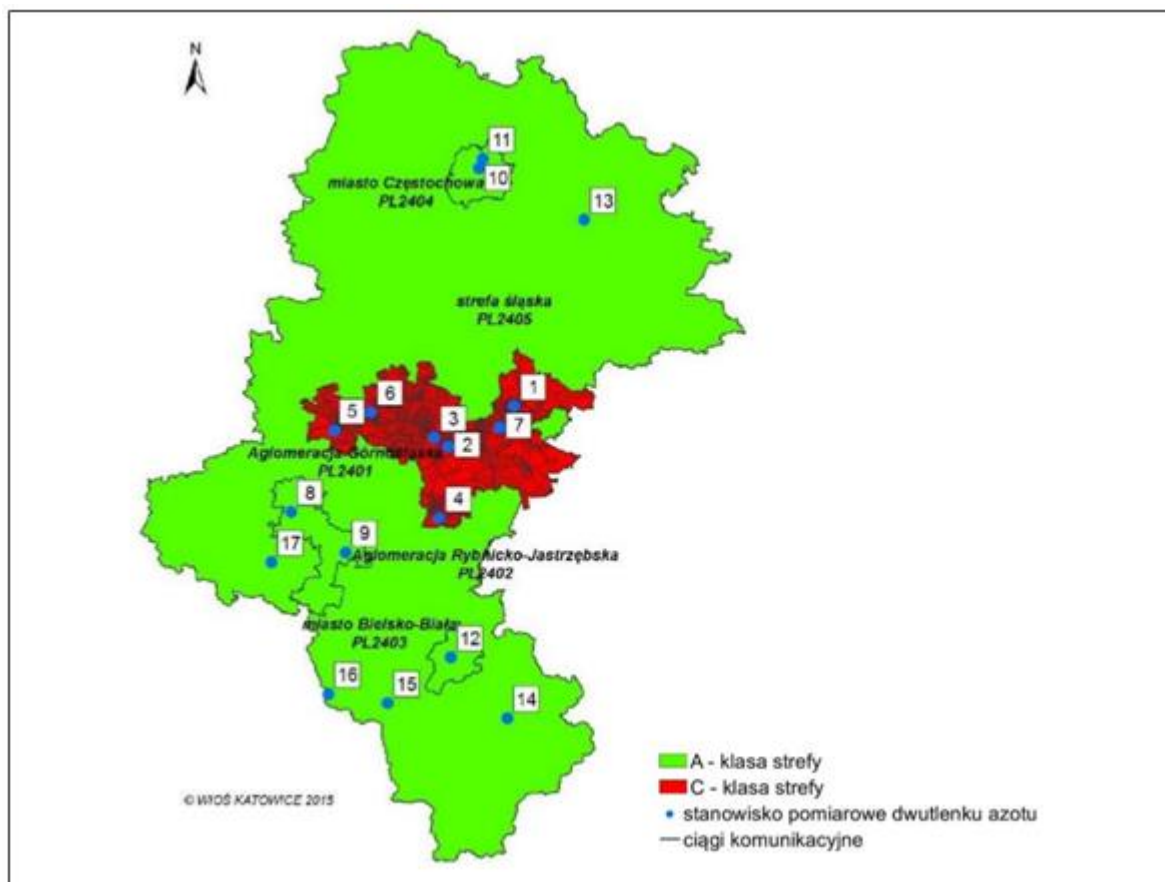 N
11
10
miasto Częstochowa
PL2404
13
strefa śląska
PL2405
1
6
5
3
7
2
Aglomeracja Górnośląska
PL2401
4
8
9
17
Aglomeracja Rybnicko-Jastrzębska
PL2402
miasto Bielsko-Biała
PL2403
12
16
15
14
A - klasa strefy
C - klasa strefy
stanowisko pomiarowe dwutlenku azotu
ciągi komunikacyjne
© WIOŚ KATOWICE 2015